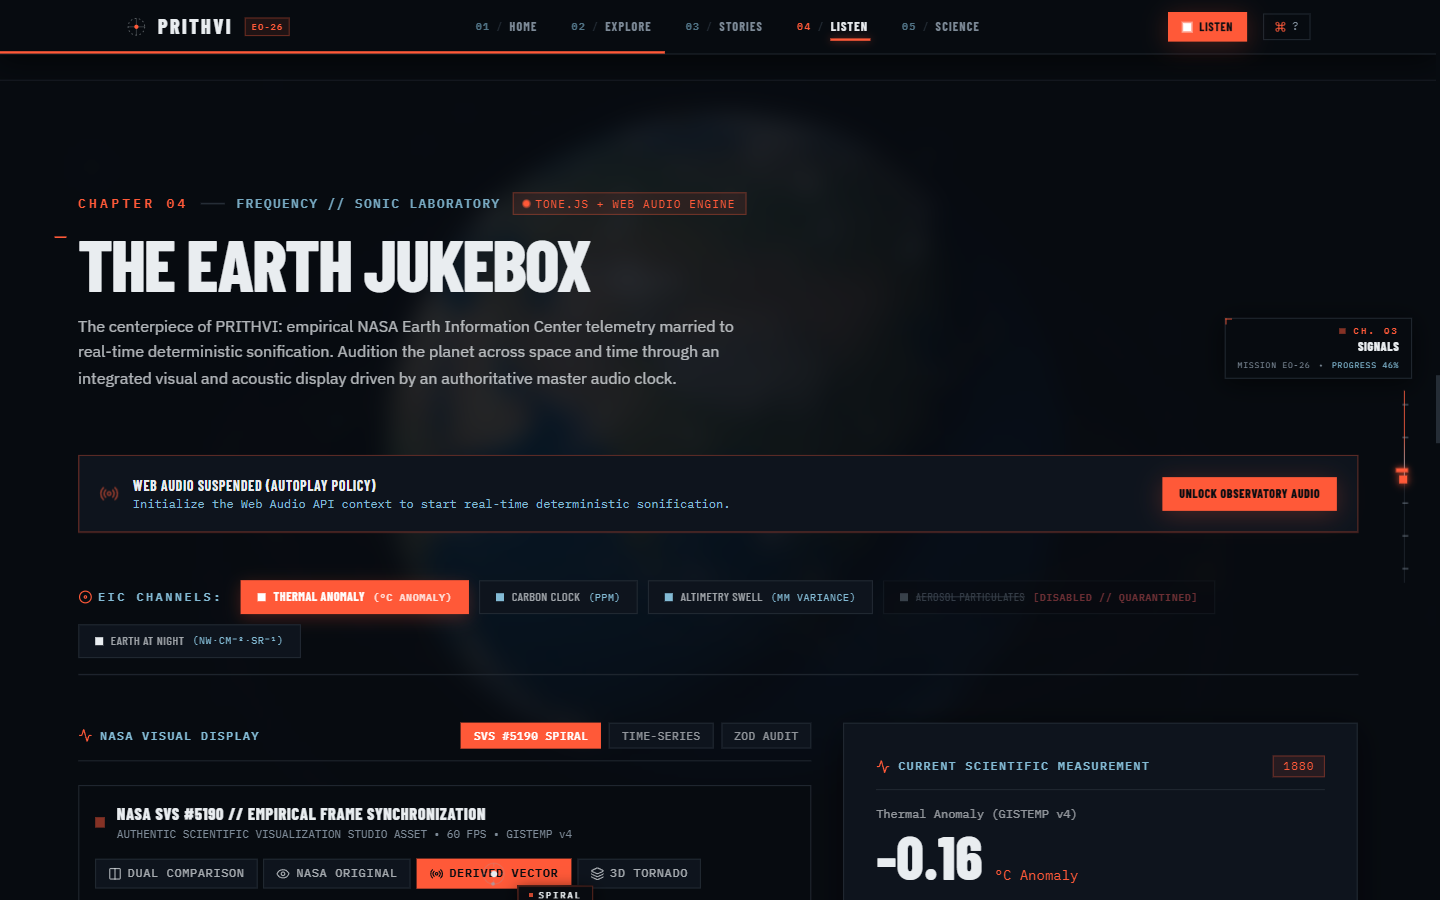 PRITHVI EO-26 01 / HOME 02 / EXPLORE 03 / STORIES 04 / LISTEN 05 / SCIENCE LISTEN ⌘ ?
CHAPTER 04 FREQUENCY // SONIC LABORATORY TONE.JS + WEB AUDIO ENGINE
THE EARTH JUKEBOX
The centerpiece of PRITHVI: empirical NASA Earth Information Center telemetry married to
real-time deterministic sonification. Audition the planet across space and time through an
integrated visual and acoustic display driven by an authoritative master audio clock.
CH. 03
SIGNALS
MISSION EO-26 • PROGRESS 46%
WEB AUDIO SUSPENDED (AUTOPLAY POLICY)
Initialize the Web Audio API context to start real-time deterministic sonification.
UNLOCK OBSERVATORY AUDIO
EIC CHANNELS: THERMAL ANOMALY (°C ANOMALY) CARBON CLOCK (PPM) ALTIMETRY SWELL (MM VARIANCE) AEROSOL PARTICULATES [DISABLED // QUARANTINED]
EARTH AT NIGHT (NW·CM⁻²·SR⁻¹)
NASA VISUAL DISPLAY SVS #5190 SPIRAL TIME-SERIES ZOD AUDIT
NASA SVS #5190 // EMPIRICAL FRAME SYNCHRONIZATION
AUTHENTIC SCIENTIFIC VISUALIZATION STUDIO ASSET • 60 FPS • GISTEMP v4
DUAL COMPARISON NASA ORIGINAL DERIVED VECTOR 3D TORNADO
SPIRAL
CURRENT SCIENTIFIC MEASUREMENT 1880
Thermal Anomaly (GISTEMP v4)
-0.16 °C Anomaly